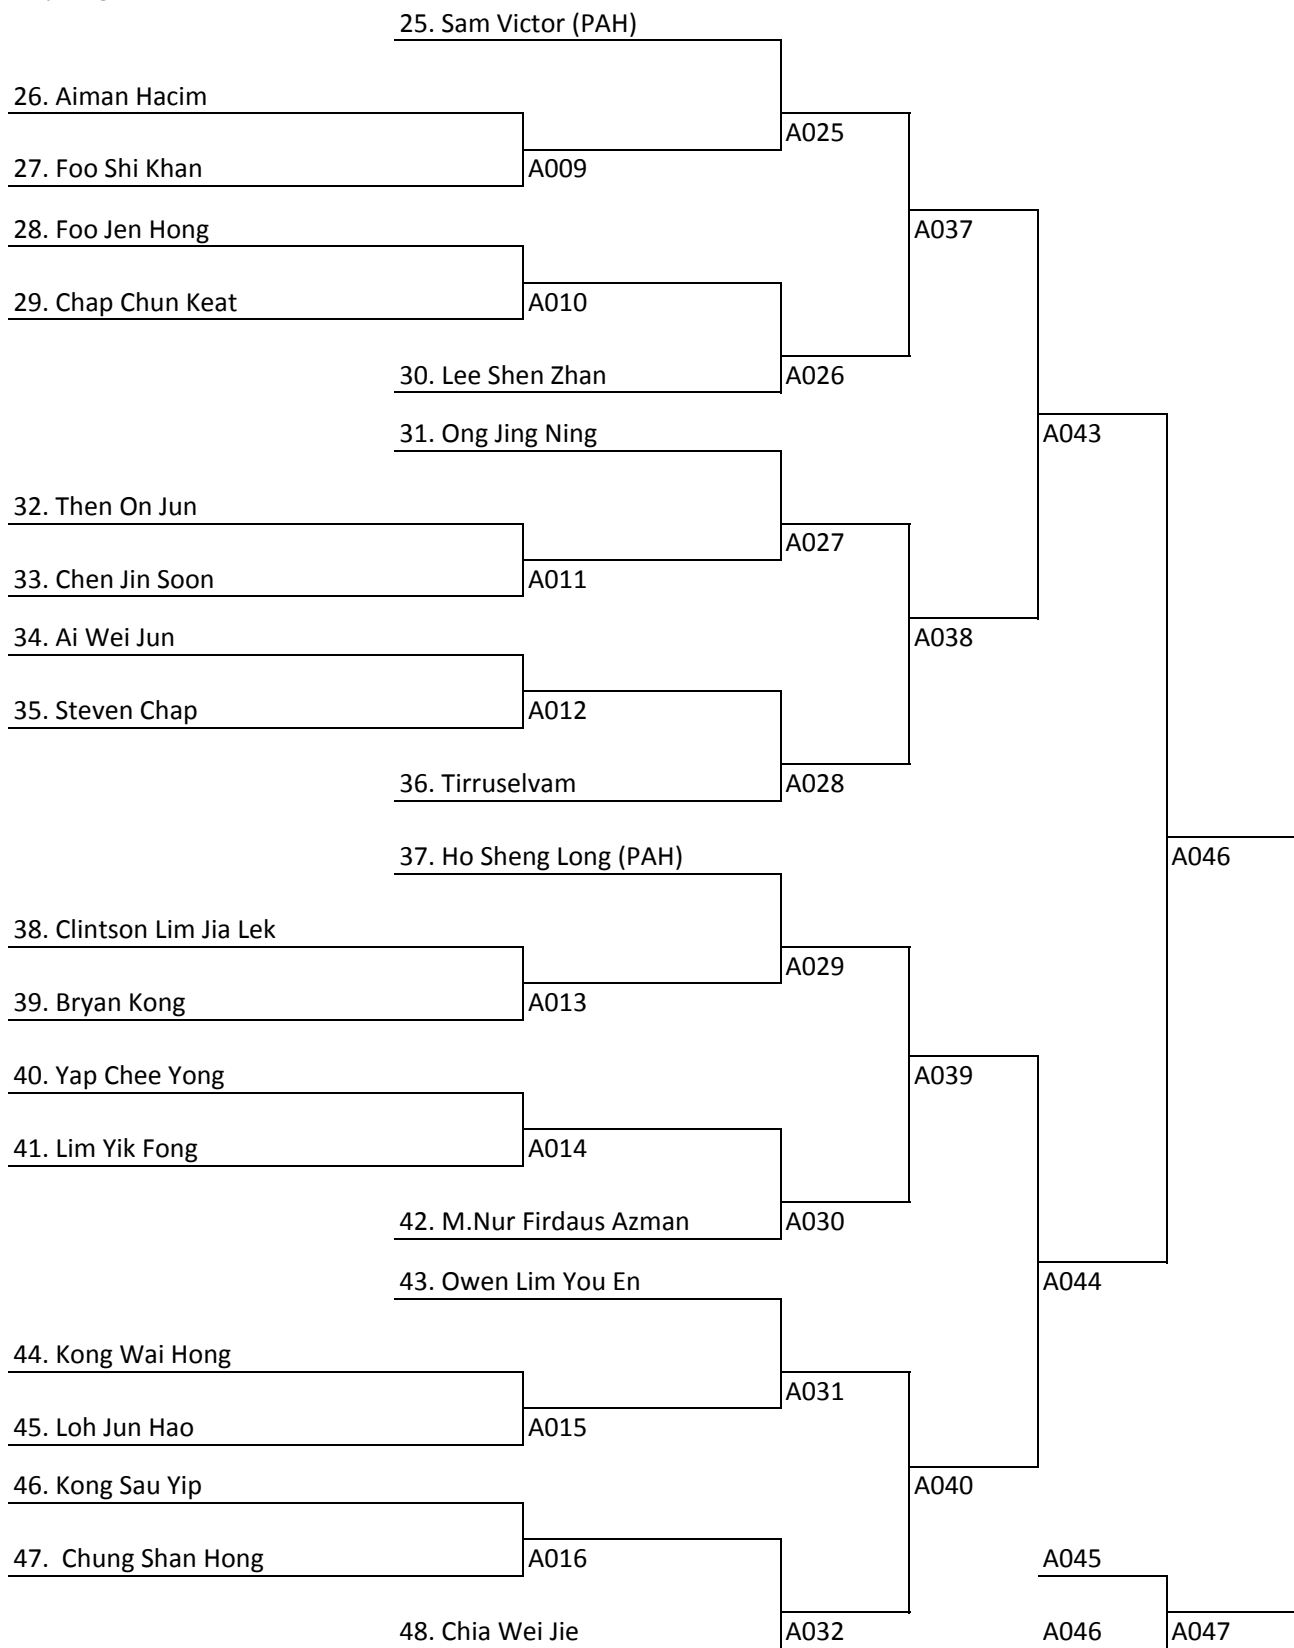 25. Sam Victor (PAH)
26. Aiman Hacim
A025
27. Foo Shi Khan
A009
28. Foo Jen Hong
A037
29. Chap Chun Keat
A010
30. Lee Shen Zhan
A026
31. Ong Jing Ning
A043
32. Then On Jun
A027
33. Chen Jin Soon
A011
34. Ai Wei Jun
A038
35. Steven Chap
A012
36. Tirruselvam
A028
37. Ho Sheng Long (PAH)
A046
38. Clintson Lim Jia Lek
A029
39. Bryan Kong
A013
40. Yap Chee Yong
A039
41. Lim Yik Fong
A014
42. M.Nur Firdaus Azman
A030
43. Owen Lim You En
A044
44. Kong Wai Hong
A031
45. Loh Jun Hao
A015
46. Kong Sau Yip
A040
47.  Chung Shan Hong
A016
A045
48. Chia Wei Jie
A032
A046
A047